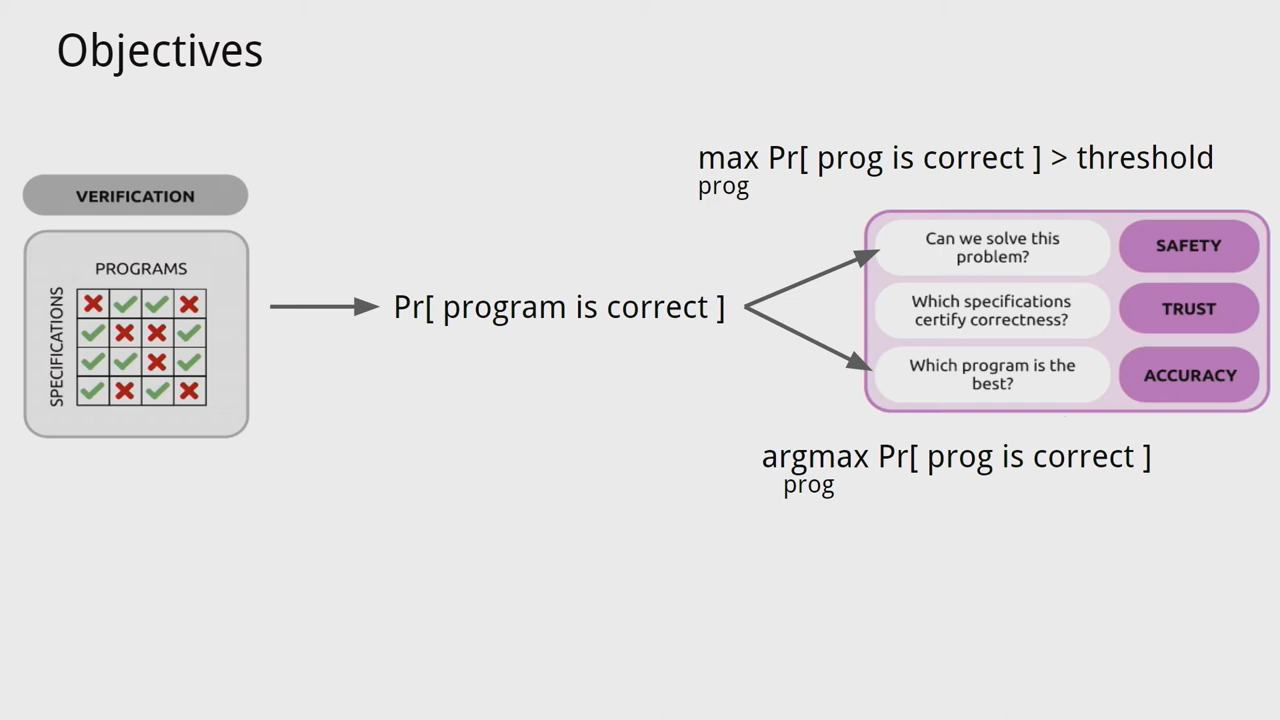 Objectives
max Pr[ prog is correct ] > threshold
prog
VERIFICATION
PROGRAMS
SPECIFICATIONS
Pr[ program is correct ]
Can we solve this
problem?
SAFETY
Which specifications
certify correctness?
TRUST
Which program is the
best?
ACCURACY
argmax Pr[ prog is correct ]
prog